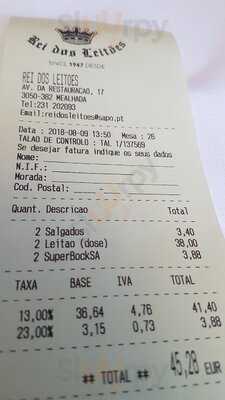 Rei dos Leitões
SINCE 1947 DESDE
REI DOS LEITOES
AV. DA RESTAURACAO, 17
3050-382 MEALHADA
Tel:231 202093
Email:reidosleitoes@sapo.pt
Data : 2018-08-09 13:50 Mesa : 26
TALAO DE CONTROLO : TAL 1/137569
Se desejar fatura indique os seus dados
Nome:
N.I.F.:
Morada:
Cod. Postal:
Quant. Descricao Total
2 Salgados 3,40
2 Leitao (dose) 38,00
2 SuperBockSA 3,88
TAXA BASE IVA TOTAL
13,00% 36,64 4,76 41,40
23,00% 3,15 0,73 3,88
** TOTAL ** 45,28 EUR